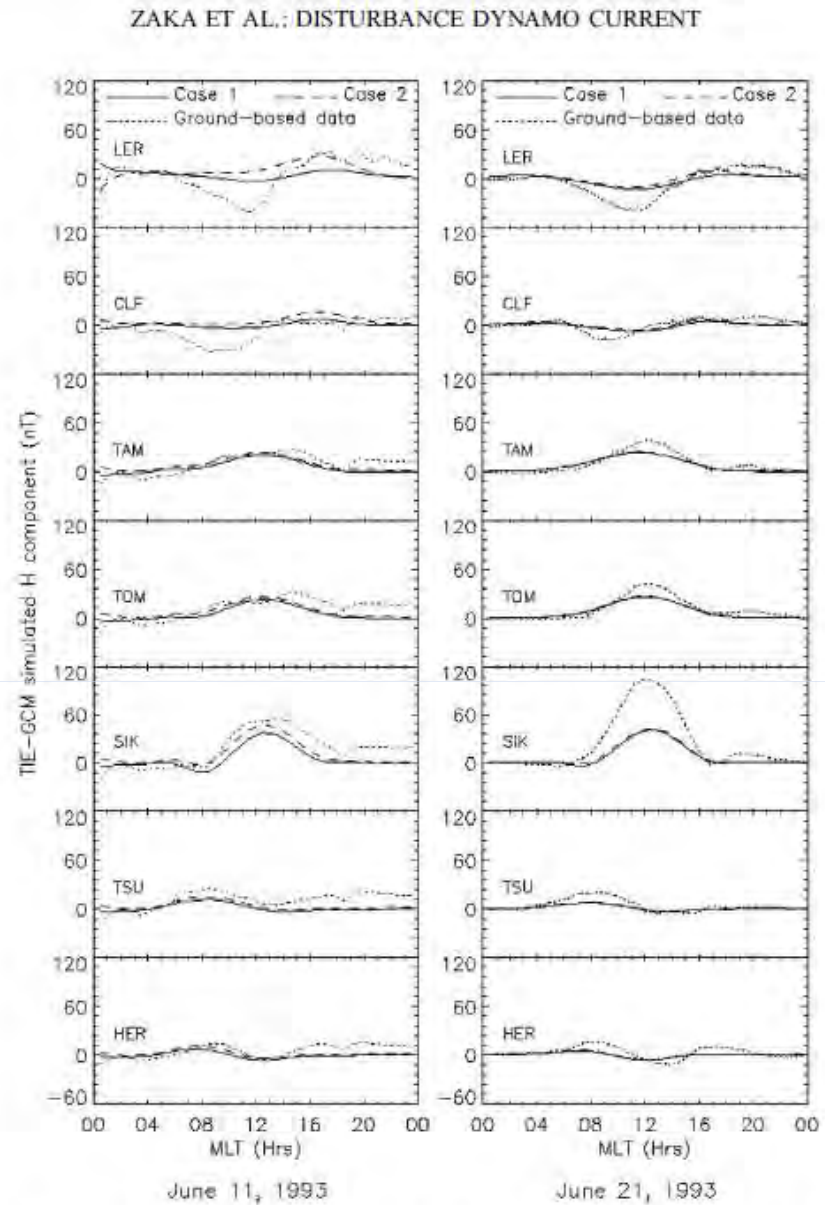 ZAKA ET AL.: DISTURBANCE DYNAMO CURRENT
TIE-GCM simulated H component (nT)
120
Case 1
Case 2
60
Ground-based data
LER
0
120
60
CLF
0
120
60
TAM
0
120
60
TOM
0
120
60
SIK
0
120
60
TSU
0
120
60
HER
0
-60
00 04 08 12 16 20 00
MLT (Hrs)
June 11, 1993
120
Case 1
Case 2
60
Ground-based data
LER
0
120
60
CLF
0
120
60
TAM
0
120
60
TOM
0
120
60
SIK
0
120
60
TSU
0
120
60
HER
0
00 04 08 12 16 20 00
MLT (Hrs)
June 21, 1993